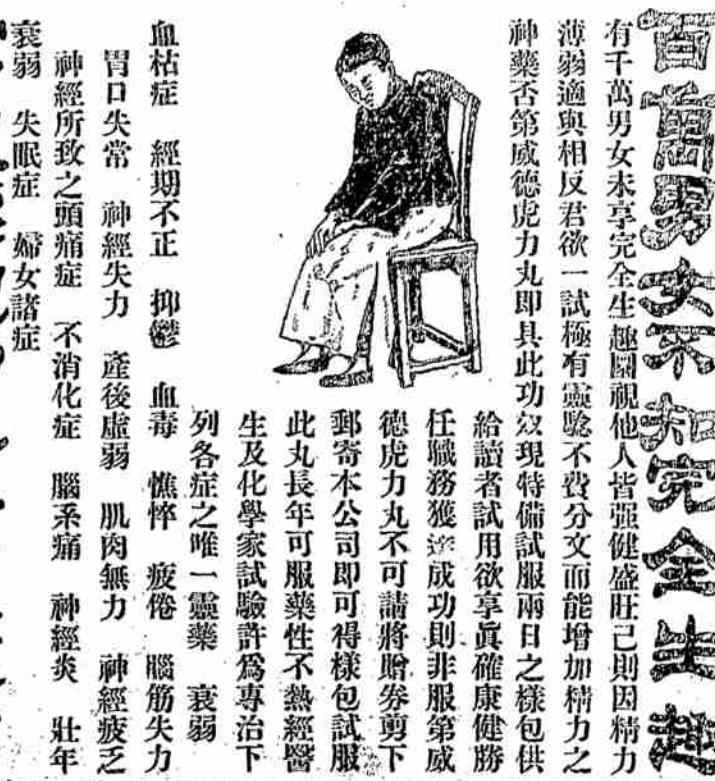 百萬男女不知完全生趣
有千萬男女未享完全生趣圜視他人皆强健盛旺己則因精力
薄弱適與相反君欲一試極有靈驗不費分文而能增加精力之
神藥否第威德虎力丸即具此功效現特備試服兩日之樣包供
給讀者試用欲享眞確康健勝
任職務獲達成功則非服第威
德虎力丸不可請將贈券剪下
郵寄本公司即可得樣包試服
此丸長年可服藥性不熱經醫
生及化學家試驗許爲專治下
列各症之唯一靈藥 衰弱
血枯症 經期不正 抑鬱 血毒 憔悴 疲倦 腦筋失力
胃口失常 神經失力 產後虛弱 肌肉無力 神經疲乏
神經所致之頭痛症 不消化症 腦系痛 神經炎 壯年
衰弱 失眠症 婦女諸症